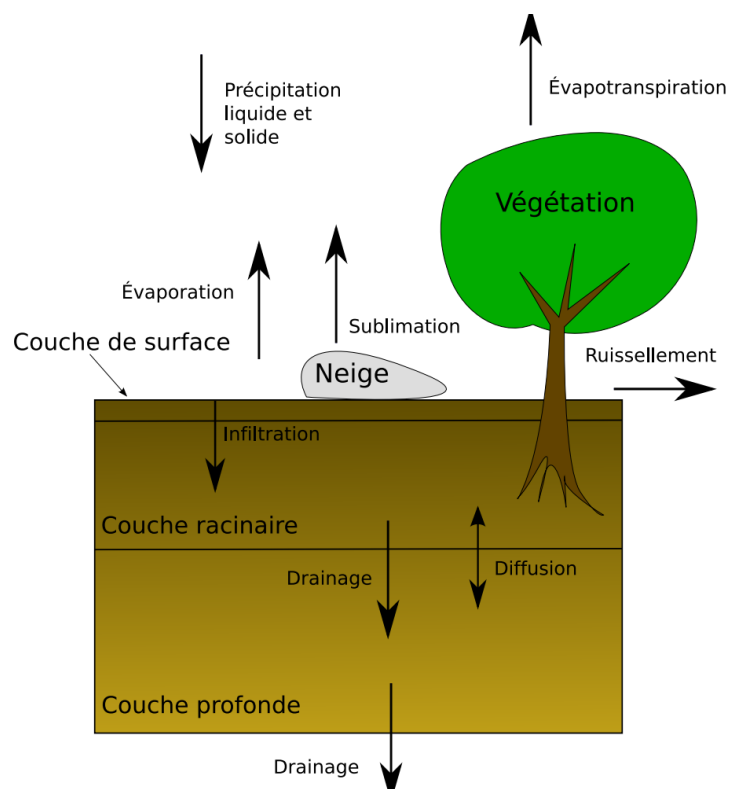 Précipitation
liquide et
solide
Évapotranspiration
Végétation
Évaporation
Sublimation
Couche de surface
Neige
Ruissellement
Infiltration
Couche racinaire
Drainage
Diffusion
Couche profonde
Drainage